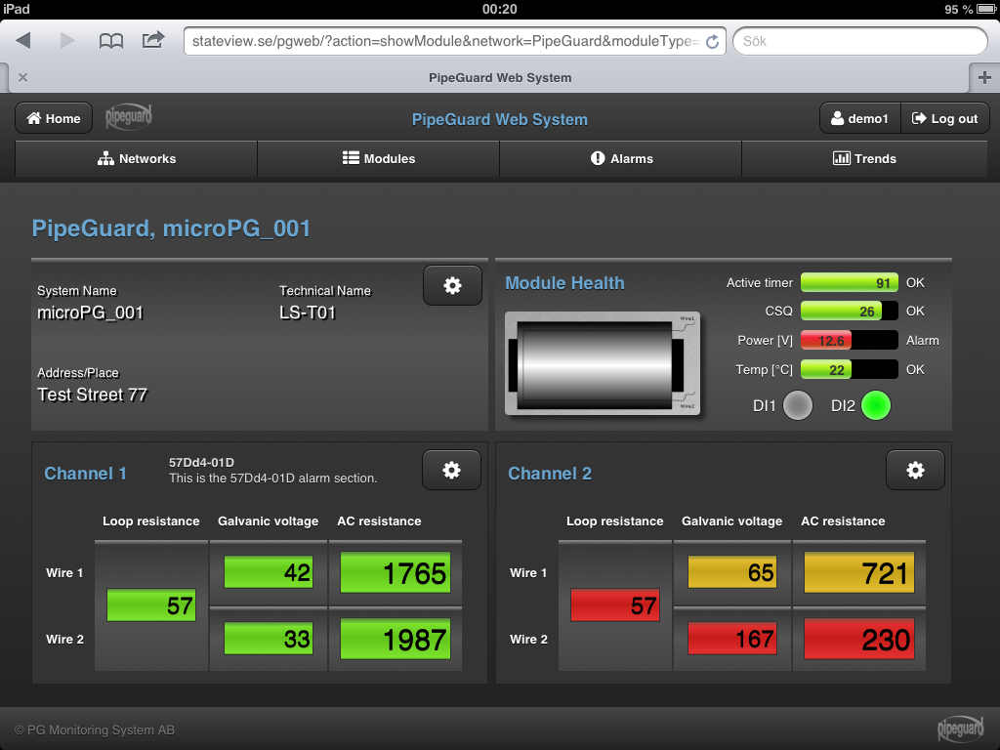 iPad 00:20 95 %
stateview.se/pgweb/?action=showModule&network=PipeGuard&moduleType= Sök
PipeGuard Web System
Home pipeguard PipeGuard Web System demo1 Log out
Networks Modules Alarms Trends
PipeGuard, microPG_001
System Name Technical Name
microPG_001 LS-T01
Address/Place
Test Street 77
Module Health
Wire1
Wire2
Active timer 91 OK
CSQ 26 OK
Power [V] 12.6 Alarm
Temp [°C] 22 OK
DI1 DI2
Channel 1
57Dd4-01D
This is the 57Dd4-01D alarm section.
Loop resistance Galvanic voltage AC resistance
Wire 1 42 1765
57
Wire 2 33 1987
Channel 2
Loop resistance Galvanic voltage AC resistance
Wire 1 65 721
57
Wire 2 167 230
© PG Monitoring System AB pipeguard